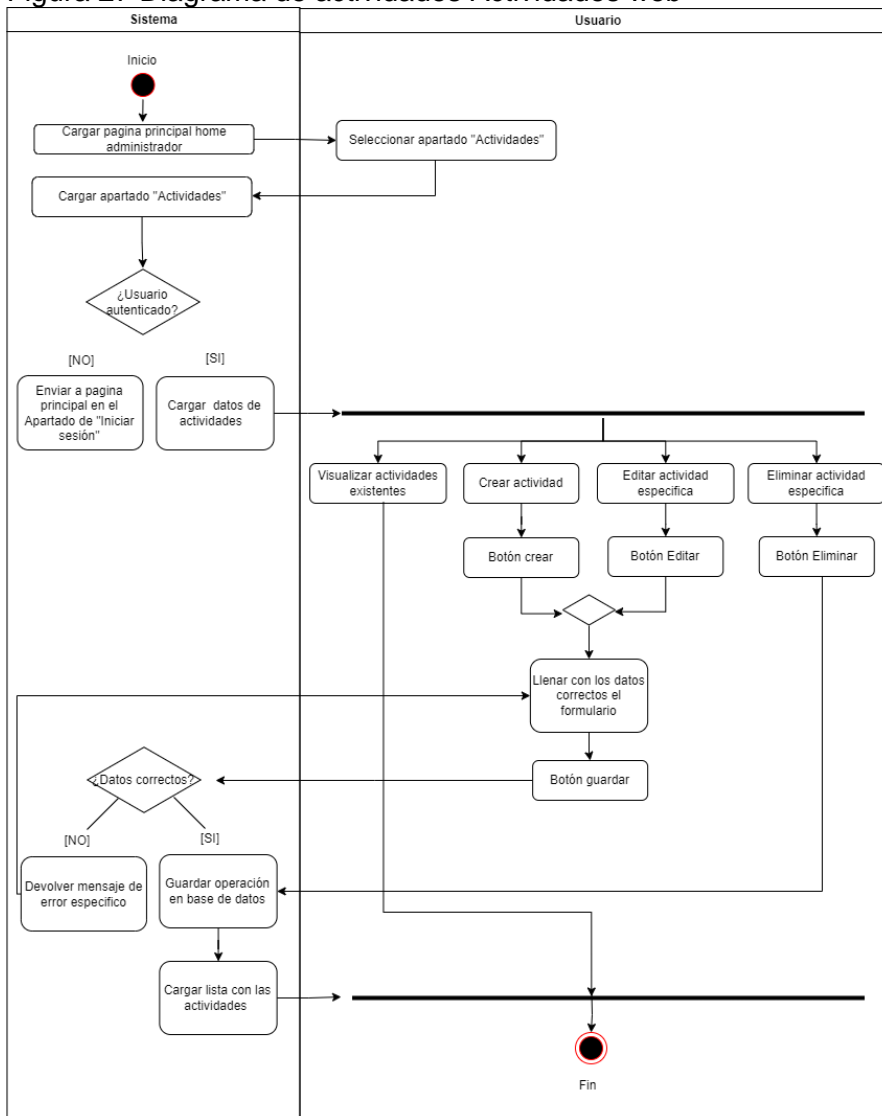 Figura 27 Diagrama de actividades Actividades web
Sistema
Usuario
Inicio
Cargar pagina principal home
administrador
Seleccionar apartado "Actividades"
Cargar apartado "Actividades"
¿Usuario
autenticado?
[NO]
[SI]
Enviar a pagina
principal en el
Apartado de "Iniciar
sesión"
Cargar datos de
actividades
Visualizar actividades
existentes
Crear actividad
Editar actividad
especifica
Eliminar actividad
especifica
Botón crear
Botón Editar
Botón Eliminar
Llenar con los datos
correctos el
formulario
Botón guardar
¿Datos correctos?
[NO]
[SI]
Devolver mensaje de
error especifico
Guardar operación
en base de datos
Cargar lista con las
actividades
Fin